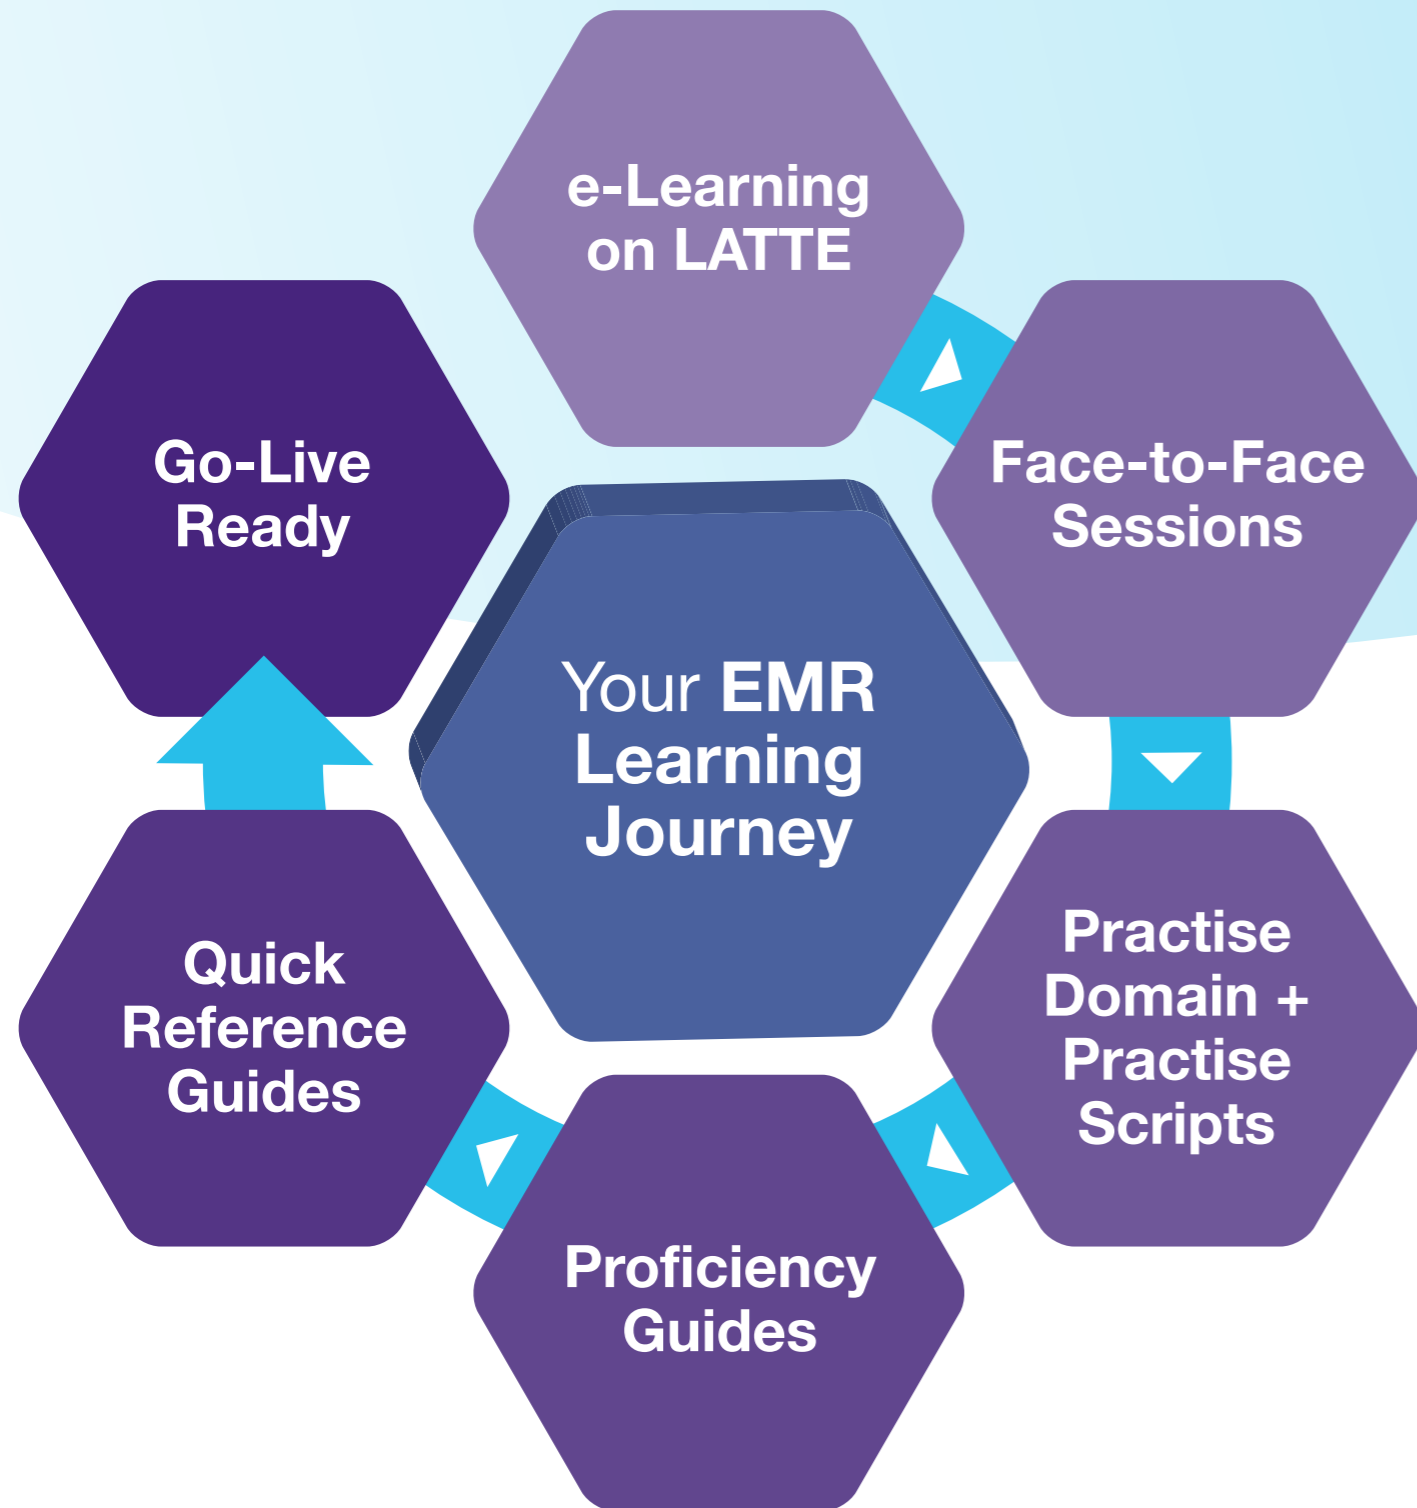 e-Learning
on LATTE
Face-to-Face
Sessions
Practise
Domain +
Practise
Scripts
Proficiency
Guides
Quick
Reference
Guides
Go-Live
Ready
Your EMR
Learning
Journey